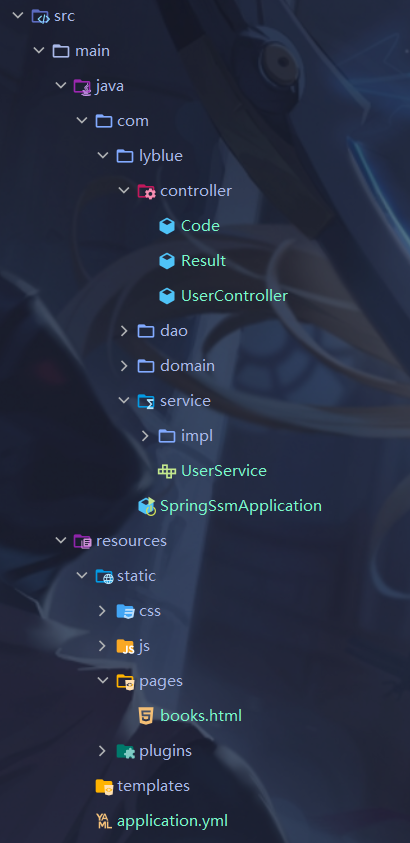 src
main
java
com
lyblue
controller
Code
Result
UserController
dao
domain
service
impl
UserService
SpringSsmApplication
resources
static
css
js
pages
books.html
plugins
templates
application.yml